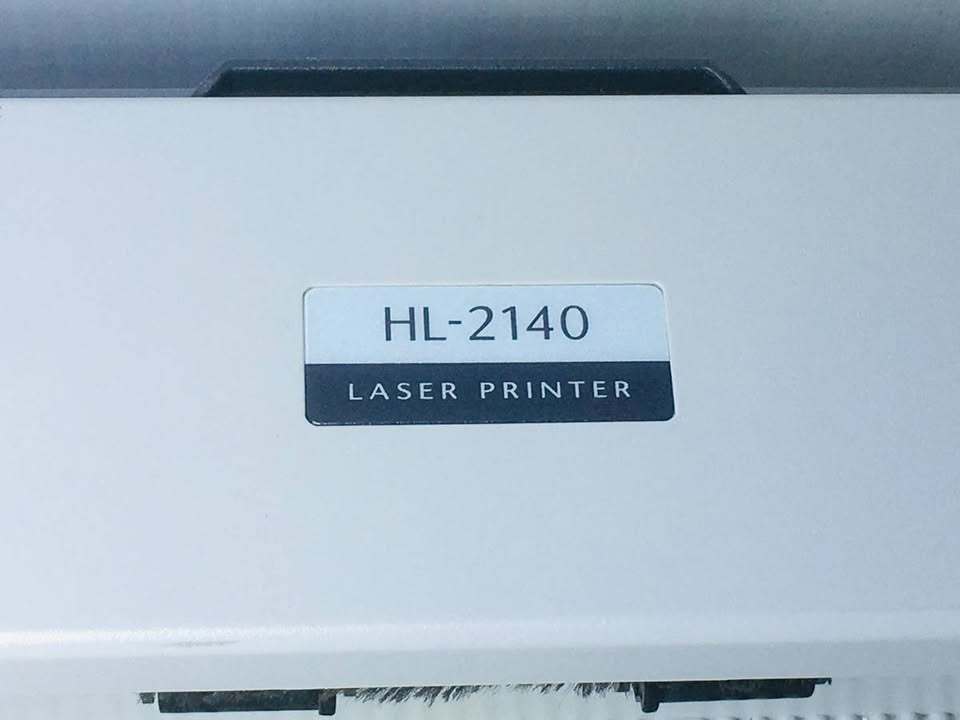 HL-2140
LASER PRINTER